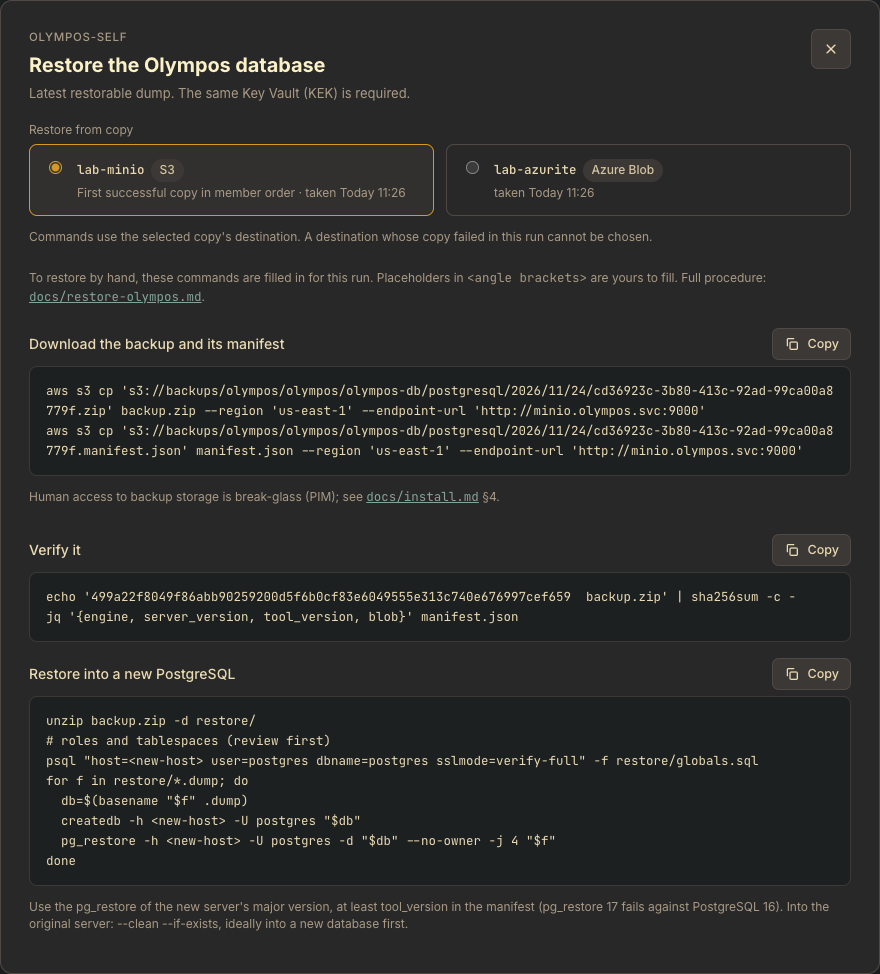 OLYMPOS-SELF
Restore the Olympos database
Latest restorable dump. The same Key Vault (KEK) is required.
Restore from copy
lab-minio S3
First successful copy in member order · taken Today 11:26
lab-azurite Azure Blob
taken Today 11:26
Commands use the selected copy's destination. A destination whose copy failed in this run cannot be chosen.
To restore by hand, these commands are filled in for this run. Placeholders in <angle brackets> are yours to fill. Full procedure:
docs/restore-olympos.md.
Download the backup and its manifest
Copy
aws s3 cp 's3://backups/olympos/olympos/olympos-db/postgresql/2026/11/24/cd36923c-3b80-413c-92ad-99ca00a8
779f.zip' backup.zip --region 'us-east-1' --endpoint-url 'http://minio.olympos.svc:9000'
aws s3 cp 's3://backups/olympos/olympos/olympos-db/postgresql/2026/11/24/cd36923c-3b80-413c-92ad-99ca00a8
779f.manifest.json' manifest.json --region 'us-east-1' --endpoint-url 'http://minio.olympos.svc:9000'
Human access to backup storage is break-glass (PIM); see docs/install.md §4.
Verify it
Copy
echo '499a22f8049f86abb90259200d5f6b0cf83e6049555e313c740e676997cef659  backup.zip' | sha256sum -c -
jq '{engine, server_version, tool_version, blob}' manifest.json
Restore into a new PostgreSQL
Copy
unzip backup.zip -d restore/
# roles and tablespaces (review first)
psql "host=<new-host> user=postgres dbname=postgres sslmode=verify-full" -f restore/globals.sql
for f in restore/*.dump; do
  db=$(basename "$f" .dump)
  createdb -h <new-host> -U postgres "$db"
  pg_restore -h <new-host> -U postgres -d "$db" --no-owner -j 4 "$f"
done
Use the pg_restore of the new server's major version, at least tool_version in the manifest (pg_restore 17 fails against PostgreSQL 16). Into the
original server: --clean --if-exists, ideally into a new database first.